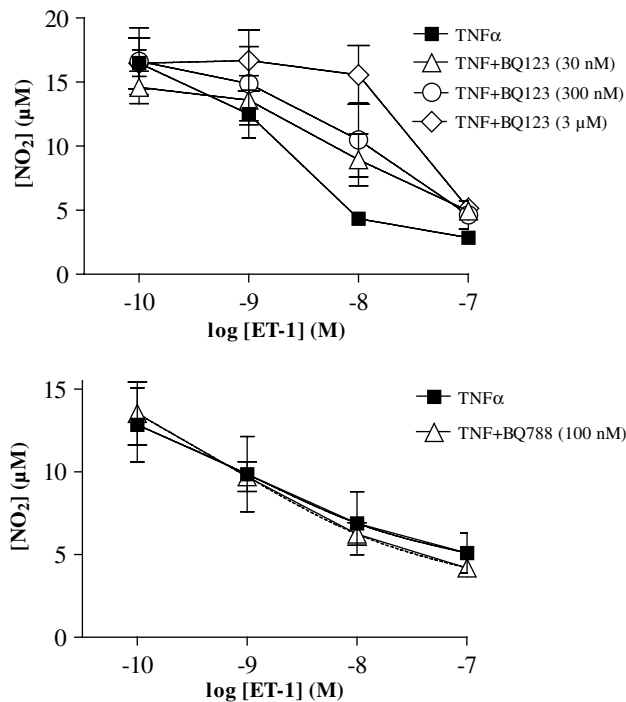 20
15
10
5
0
[NO₂] (μM)
-10 -9 -8 -7
log [ET-1] (M)
TNFα
TNF+BQ123 (30 nM)
TNF+BQ123 (300 nM)
TNF+BQ123 (3 μM)
15
10
5
0
[NO₂] (μM)
-10 -9 -8 -7
log [ET-1] (M)
TNFα
TNF+BQ788 (100 nM)